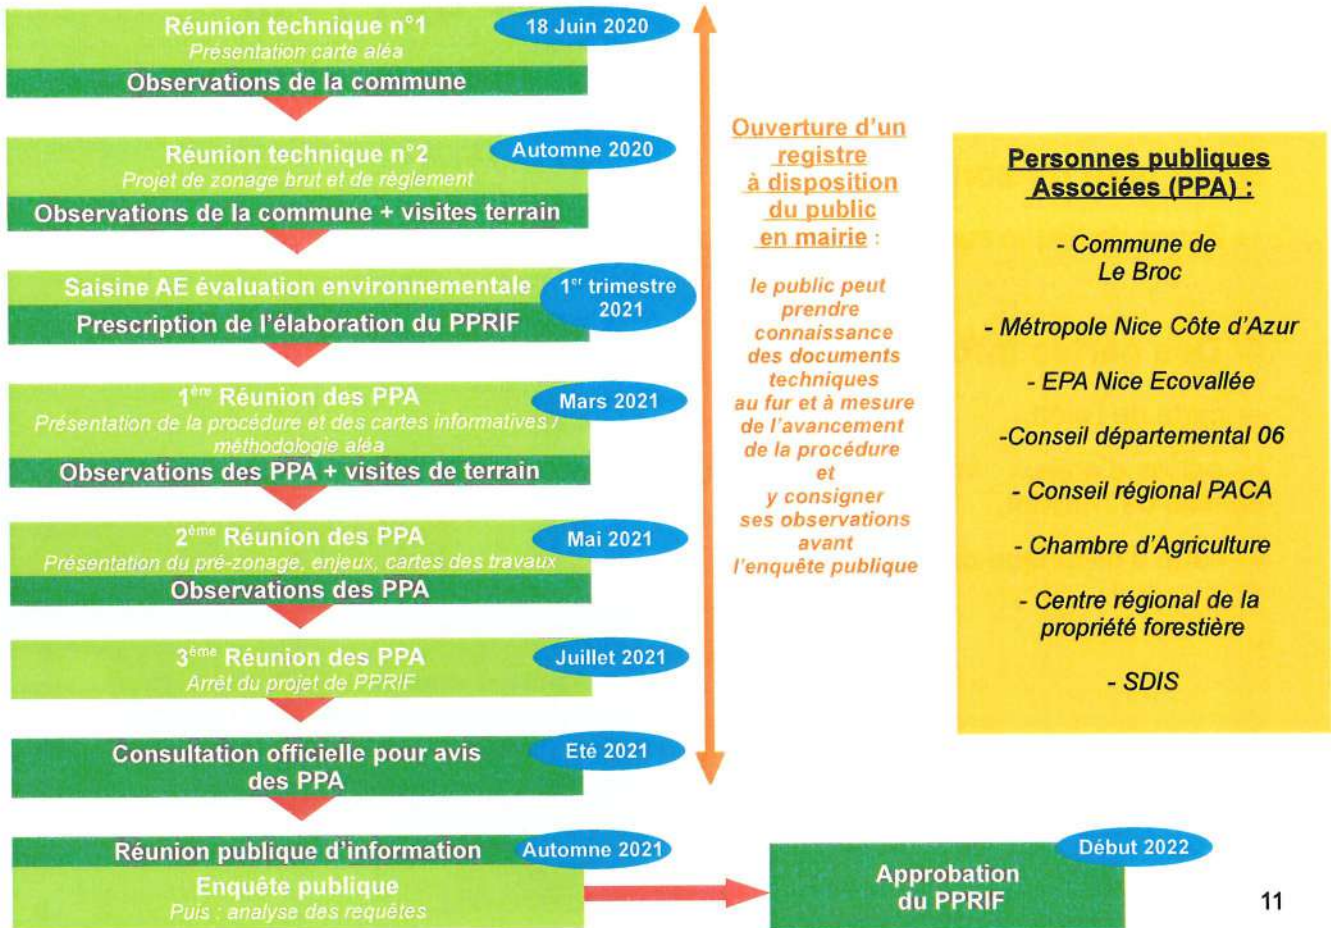 Réunion technique n°1
18 Juin 2020
Présentation carte aléa
Observations de la commune
Réunion technique n°2
Automne 2020
Projet de zonage brut et de règlement
Observations de la commune + visites terrain
Saisine AE évaluation environnementale
1er trimestre
2021
Prescription de l'élaboration du PPRIF
1ère Réunion des PPA
Mars 2021
Présentation de la procédure et des cartes informatives /
méthodologie aléa
Observations des PPA + visites de terrain
2ème Réunion des PPA
Mai 2021
Présentation du pré-zonage, enjeux, cartes des travaux
Observations des PPA
3ème Réunion des PPA
Juillet 2021
Arrêt du projet de PPRIF
Consultation officielle pour avis
des PPA
Eté 2021
Réunion publique d'information
Automne 2021
Enquête publique
Puis : analyse des requêtes
Ouverture d'un
registre
à disposition
du public
en mairie :
le public peut
prendre
connaissance
des documents
techniques
au fur et à mesure
de l'avancement
de la procédure
et
y consigner
ses observations
avant
l'enquête publique
Personnes publiques
Associées (PPA) :
- Commune de
Le Broc
- Métropole Nice Côte d'Azur
- EPA Nice Ecovallée
-Conseil départemental 06
- Conseil régional PACA
- Chambre d'Agriculture
- Centre régional de la
propriété forestière
- SDIS
Début 2022
Approbation
du PPRIF
11